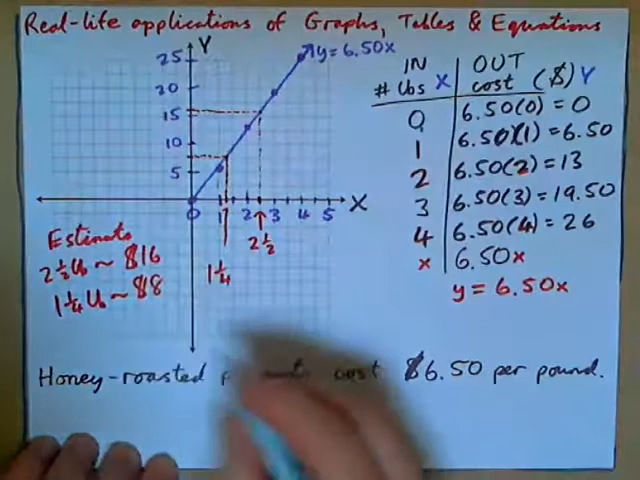 Real-life applications of Graphs, Tables & Equations
Y
y=6.50x
25
20
15
10
5
0 1 2 3 4 5 X
2½
1¼
Estimate
2½ lb ~ $16
1¼ lb ~ $8
IN OUT
# lbs X cost ($) Y
0 6.50(0) = 0
1 6.50(1) = 6.50
2 6.50(2) = 13
3 6.50(3) = 19.50
4 6.50(4) = 26
x 6.50x
y = 6.50x
Honey-roasted cost $6.50 per pound.